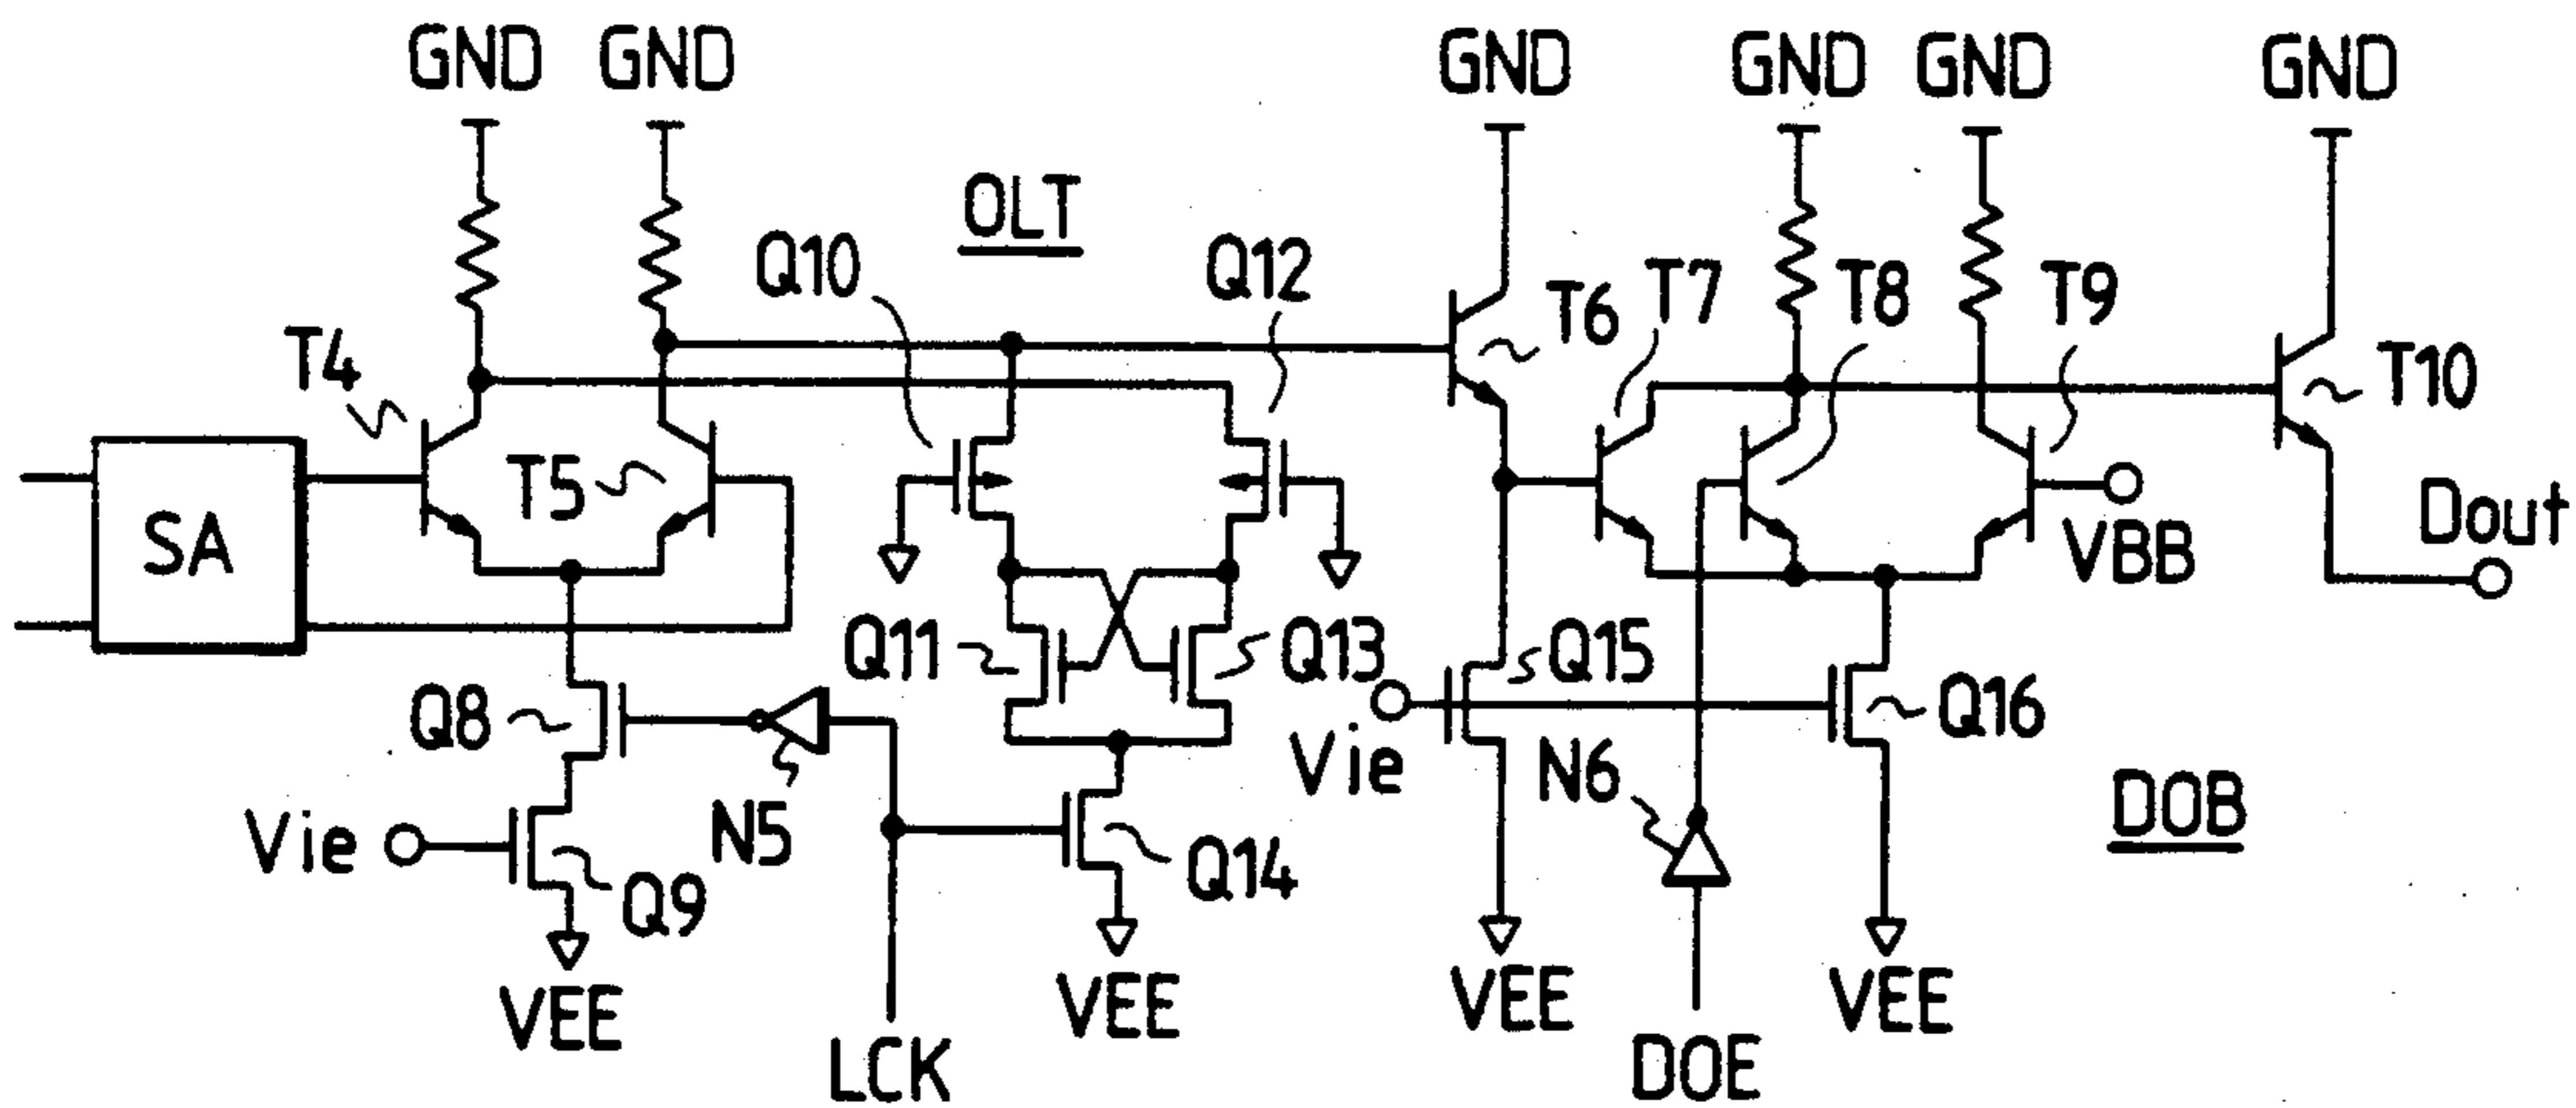 GND GND GND GND GND GND
OLT
Q10 Q12
T4 T5 T6 T7 T8 T9 T10
SA
VBB Dout
Q11 Q13 Q15
Q8 Q16
Vie N5 Vie N6 DOB
Q9 Q14
VEE VEE VEE VEE
LCK DOE